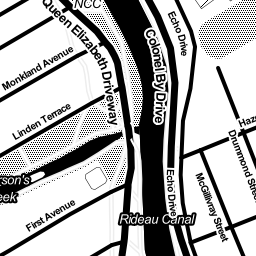 NCC
Queen Elizabeth Driveway
Colonel By Drive
Echo Drive
Monkland Avenue
Linden Terrace
First Avenue
Echo Drive
McGillivray Street
Drummond Street
Rideau Canal